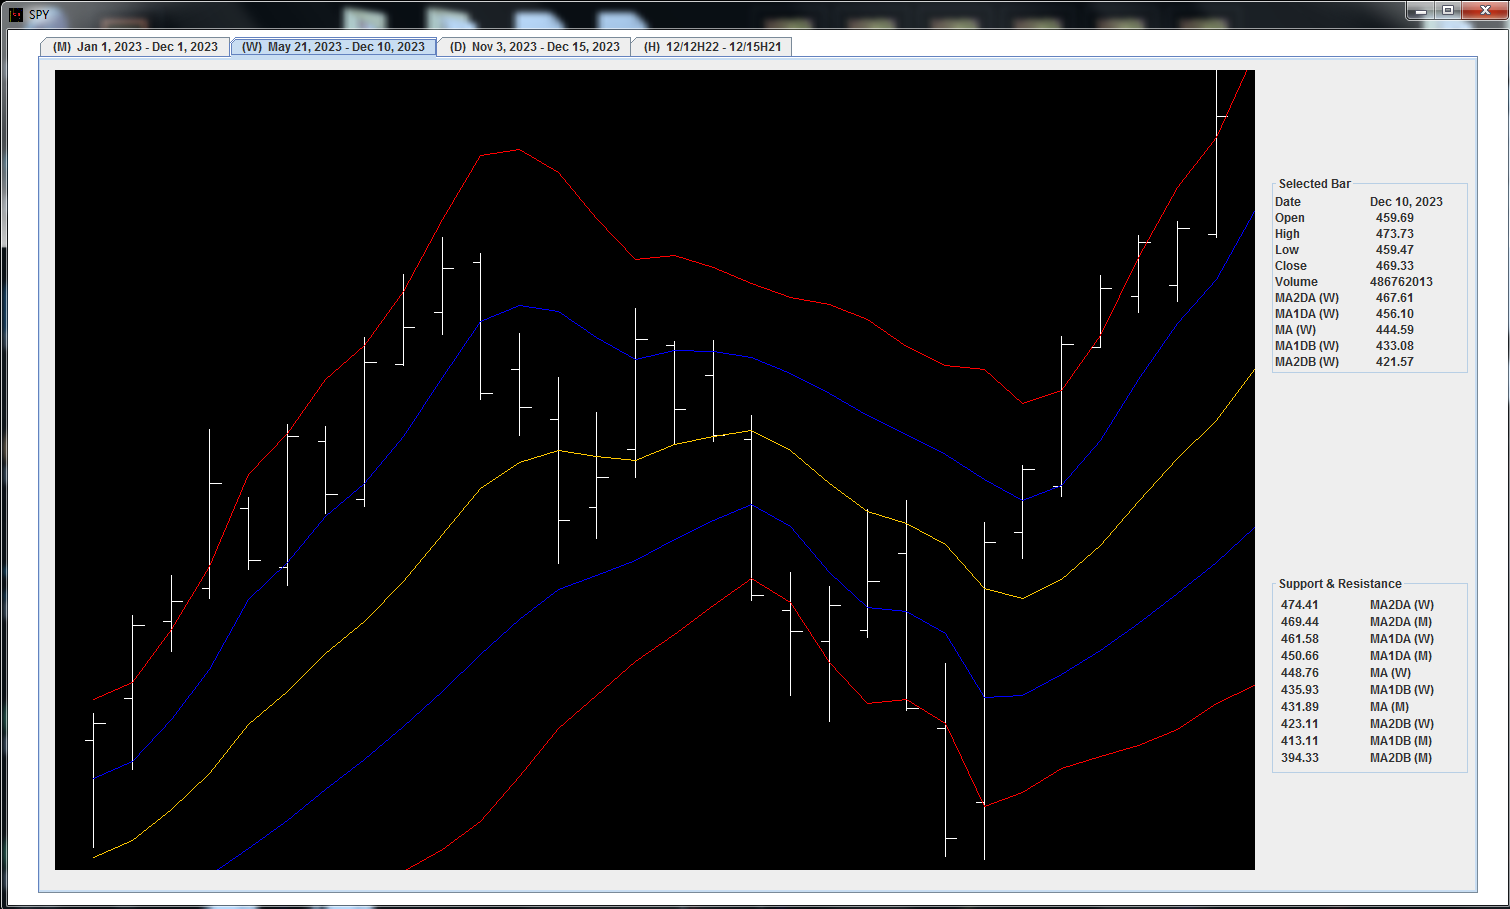 SPY
(M) Jan 1, 2023 - Dec 1, 2023 (W) May 21, 2023 - Dec 10, 2023 (D) Nov 3, 2023 - Dec 15, 2023 (H) 12/12H22 - 12/15H21
Selected Bar
Date Dec 10, 2023
Open 459.69
High 473.73
Low 459.47
Close 469.33
Volume 486762013
MA2DA (W) 467.61
MA1DA (W) 456.10
MA (W) 444.59
MA1DB (W) 433.08
MA2DB (W) 421.57
Support & Resistance
474.41 MA2DA (W)
469.44 MA2DA (M)
461.58 MA1DA (W)
450.66 MA1DA (M)
448.76 MA (W)
435.93 MA1DB (W)
431.89 MA (M)
423.11 MA2DB (W)
413.11 MA1DB (M)
394.33 MA2DB (M)